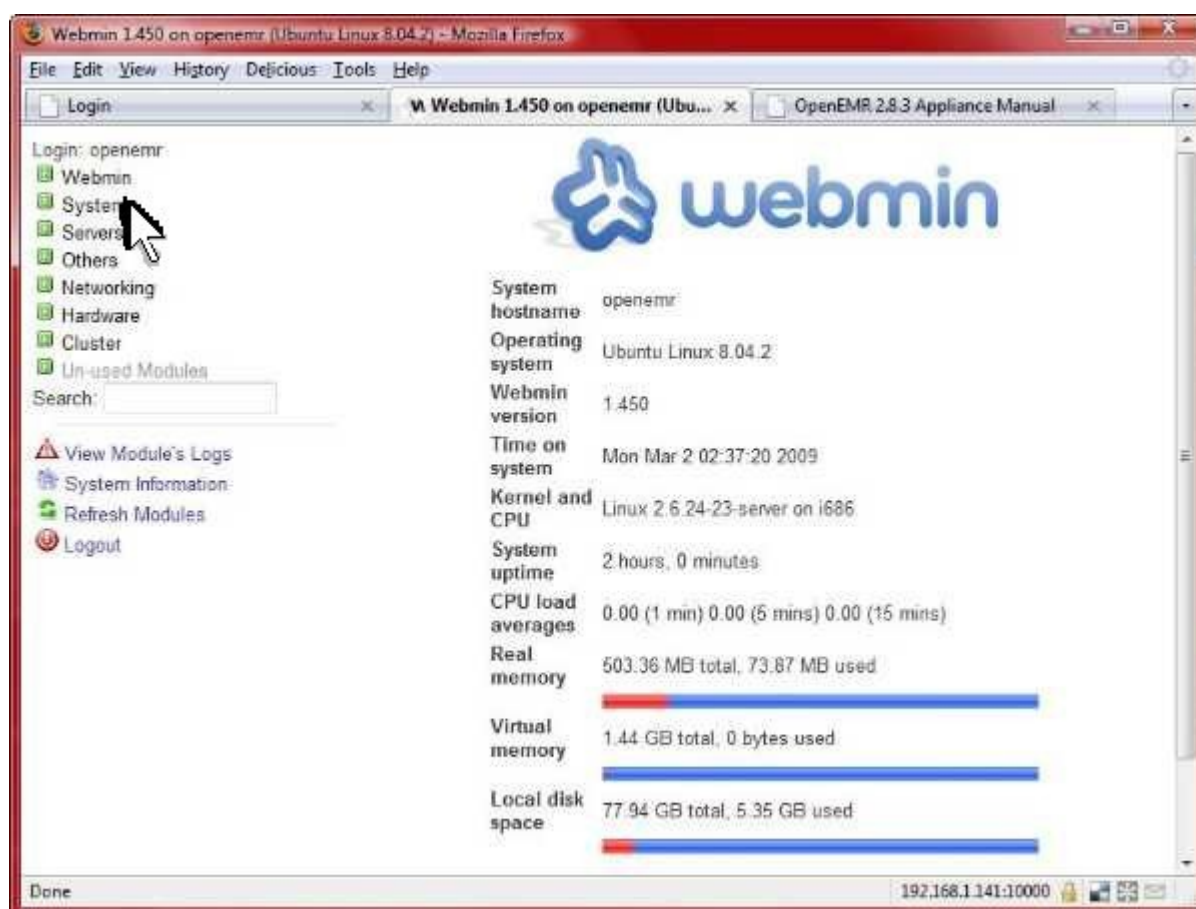 Webmin 1.450 on openemr (Ubuntu Linux 8.04.2) - Mozilla Firefox
File Edit View History Delicious Tools Help
Login
Webmin 1.450 on openemr (Ubu...
OpenEMR 2.8.3 Appliance Manual
Login: openemr
Webmin
System
Servers
Others
Networking
Hardware
Cluster
Un-used Modules
Search:
View Module's Logs
System Information
Refresh Modules
Logout
webmin
System
hostname
openemr
Operating
system
Ubuntu Linux 8.04.2
Webmin
version
1.450
Time on
system
Mon Mar 2 02:37:20 2009
Kernel and
CPU
Linux 2.6.24-23-server on i686
System
uptime
2 hours, 0 minutes
CPU load
averages
0.00 (1 min) 0.00 (5 mins) 0.00 (15 mins)
Real
memory
503.36 MB total, 73.87 MB used
Virtual
memory
1.44 GB total, 0 bytes used
Local disk
space
77.94 GB total, 5.35 GB used
Done
192.168.1.141:10000